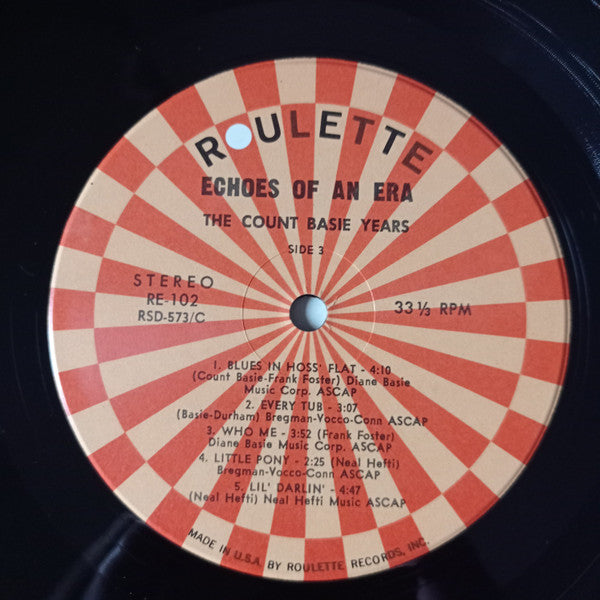 ROULETTE
ECHOES OF AN ERA
THE COUNT BASIE YEARS
SIDE 3
STEREO
RE-102
RSD-573/C
33 1/3 RPM
1. BLUES IN HOSS' FLAT - 4:10
(Count Basie-Frank Foster) Diane Basie
Music Corp. ASCAP
2. EVERY TUB - 3:07
(Basie-Durham) Bregman-Vocco-Conn ASCAP
3. WHO ME - 3:52 (Frank Foster)
Diane Basie Music Corp. ASCAP
4. LITTLE PONY - 2:25 (Neal Hefti)
Bregman-Vocco-Conn ASCAP
5. LIL' DARLIN' - 4:47
(Neal Hefti) Neal Hefti Music ASCAP
MADE IN U.S.A. BY ROULETTE RECORDS, INC.